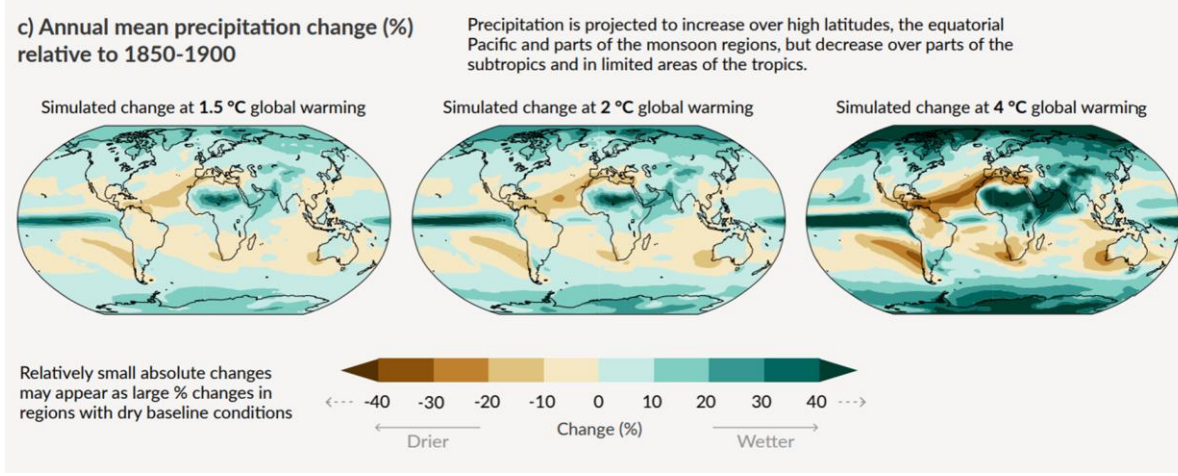 c) Annual mean precipitation change (%)
relative to 1850-1900
Precipitation is projected to increase over high latitudes, the equatorial
Pacific and parts of the monsoon regions, but decrease over parts of the
subtropics and in limited areas of the tropics.
Simulated change at 1.5 °C global warming
Simulated change at 2 °C global warming
Simulated change at 4 °C global warming
Relatively small absolute changes
may appear as large % changes in
regions with dry baseline conditions
-40 -30 -20 -10 0 10 20 30 40
Change (%)
Drier
Wetter